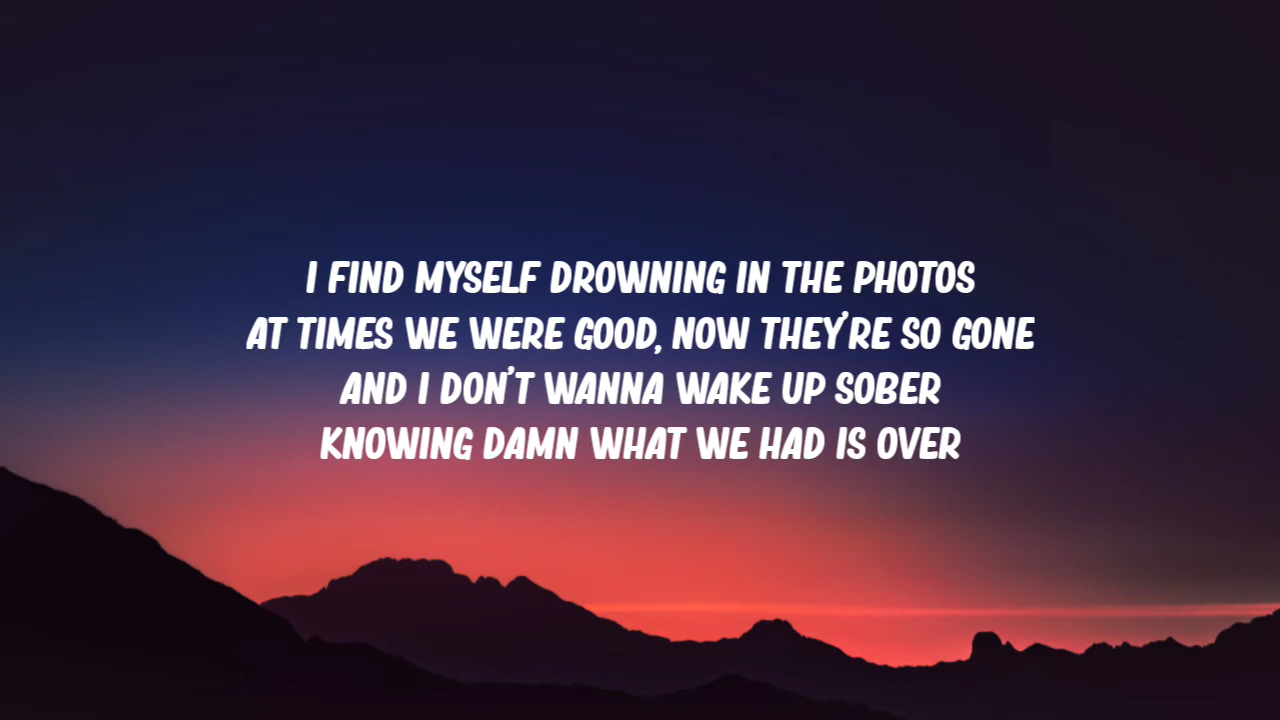 I FIND MYSELF DROWNING IN THE PHOTOS
AT TIMES WE WERE GOOD, NOW THEY'RE SO GONE
AND I DON'T WANNA WAKE UP SOBER
KNOWING DAMN WHAT WE HAD IS OVER